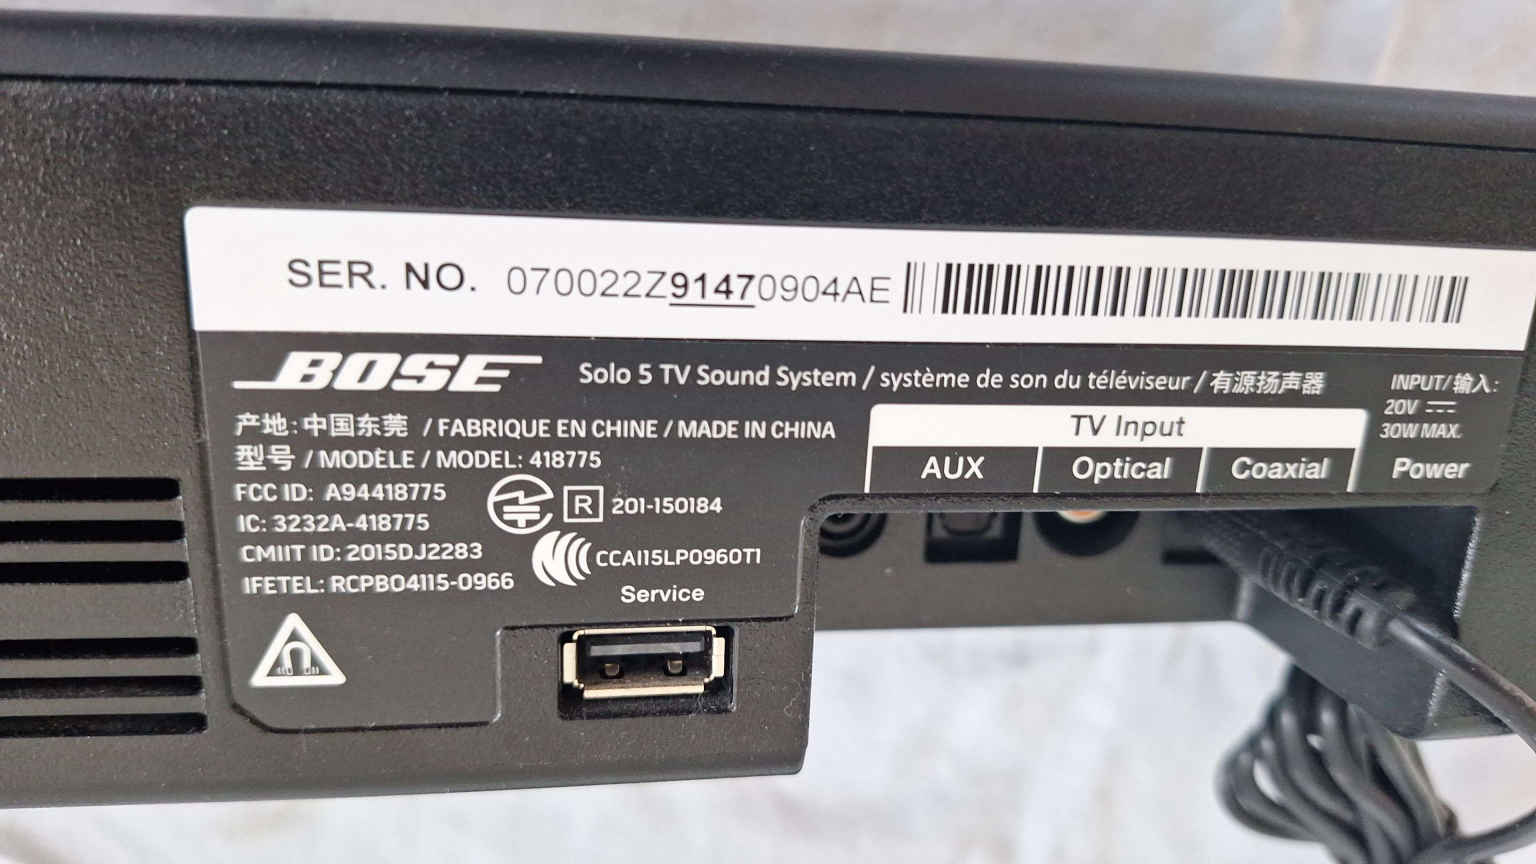 SER. NO. 070022Z91470904AE
BOSE Solo 5 TV Sound System / système de son du téléviseur / 有源扬声器
INPUT/输入:
20V
30W MAX.
产地:中国东莞 / FABRIQUE EN CHINE / MADE IN CHINA
型号 / MODÈLE / MODEL: 418775
FCC ID: A94418775
IC: 3232A-418775
CMIIT ID: 2015DJ2283
IFETEL: RCPBO4115-0966
R 201-150184
CCAI15LP0960T1
Service
TV Input
AUX Optical Coaxial Power